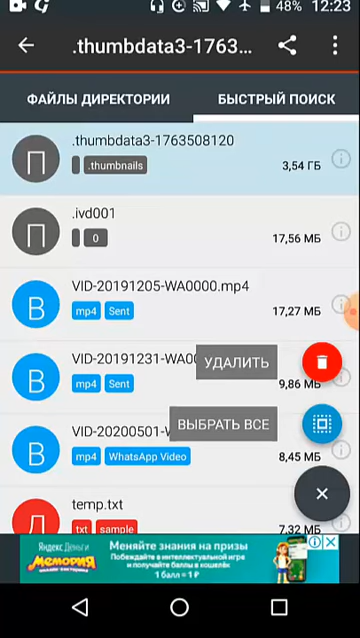 48% 12:23
.thumbdata3-1763...
ФАЙЛЫ ДИРЕКТОРИИ
БЫСТРЫЙ ПОИСК
П
.thumbdata3-1763508120
.thumbnails
3,54 ГБ
П
.ivd001
0
17,56 МБ
B
VID-20191205-WA0000.mp4
mp4 Sent
17,27 МБ
B
VID-20191231-WA0
mp4 Sent
9,86 МБ
УДАЛИТЬ
B
VID-20200501-
mp4 WhatsApp Video
8,45 МБ
ВЫБРАТЬ ВСЕ
temp.txt
txt sample
7,32 МБ
Яндекс Деньги
Мемория
Меняйте знания на призы
Побеждайте в интеллектуальной игре
и получайте баллы в кошелёк
1 балл = 1 ₽